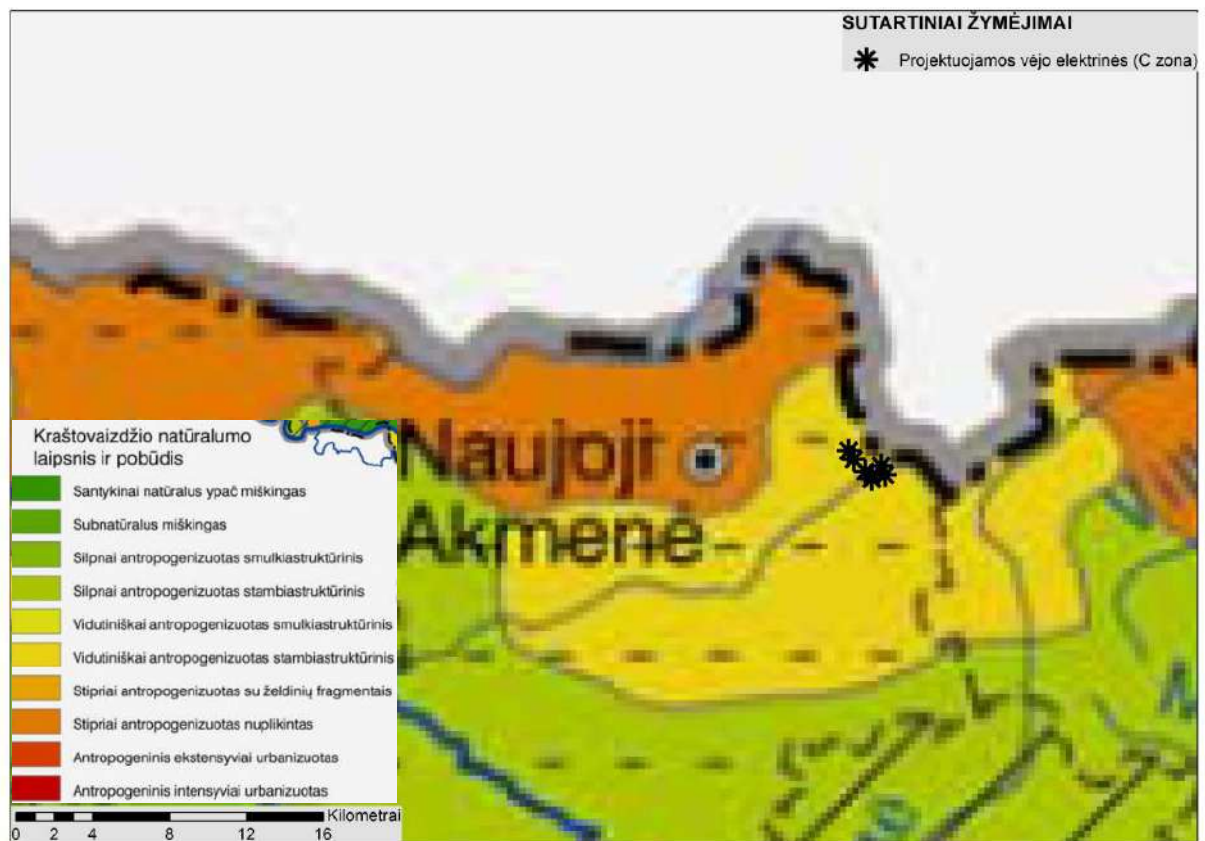 SUTARTINIAI ŽYMĖJIMAI
Projektuojamos vėjo elektrinės (C zona)
Naujoji
Akmenė
Kraštovaizdžio natūralumo
laipsnis ir pobūdis
Santykinai natūralus ypač miškingas
Subnatūralus miškingas
Silpnai antropogenizuotas smulkiastruktūrinis
Silpnai antropogenizuotas stambiastruktūrinis
Vidutiniškai antropogenizuotas smulkiastruktūrinis
Vidutiniškai antropogenizuotas stambiastruktūrinis
Stipriai antropogenizuotas su želdinių fragmentais
Stipriai antropogenizuotas nuplikintas
Antropogeninis ekstensyviai urbanizuotas
Antropogeninis intensyviai urbanizuotas
Kilometrai
0 2 4 8 12 16